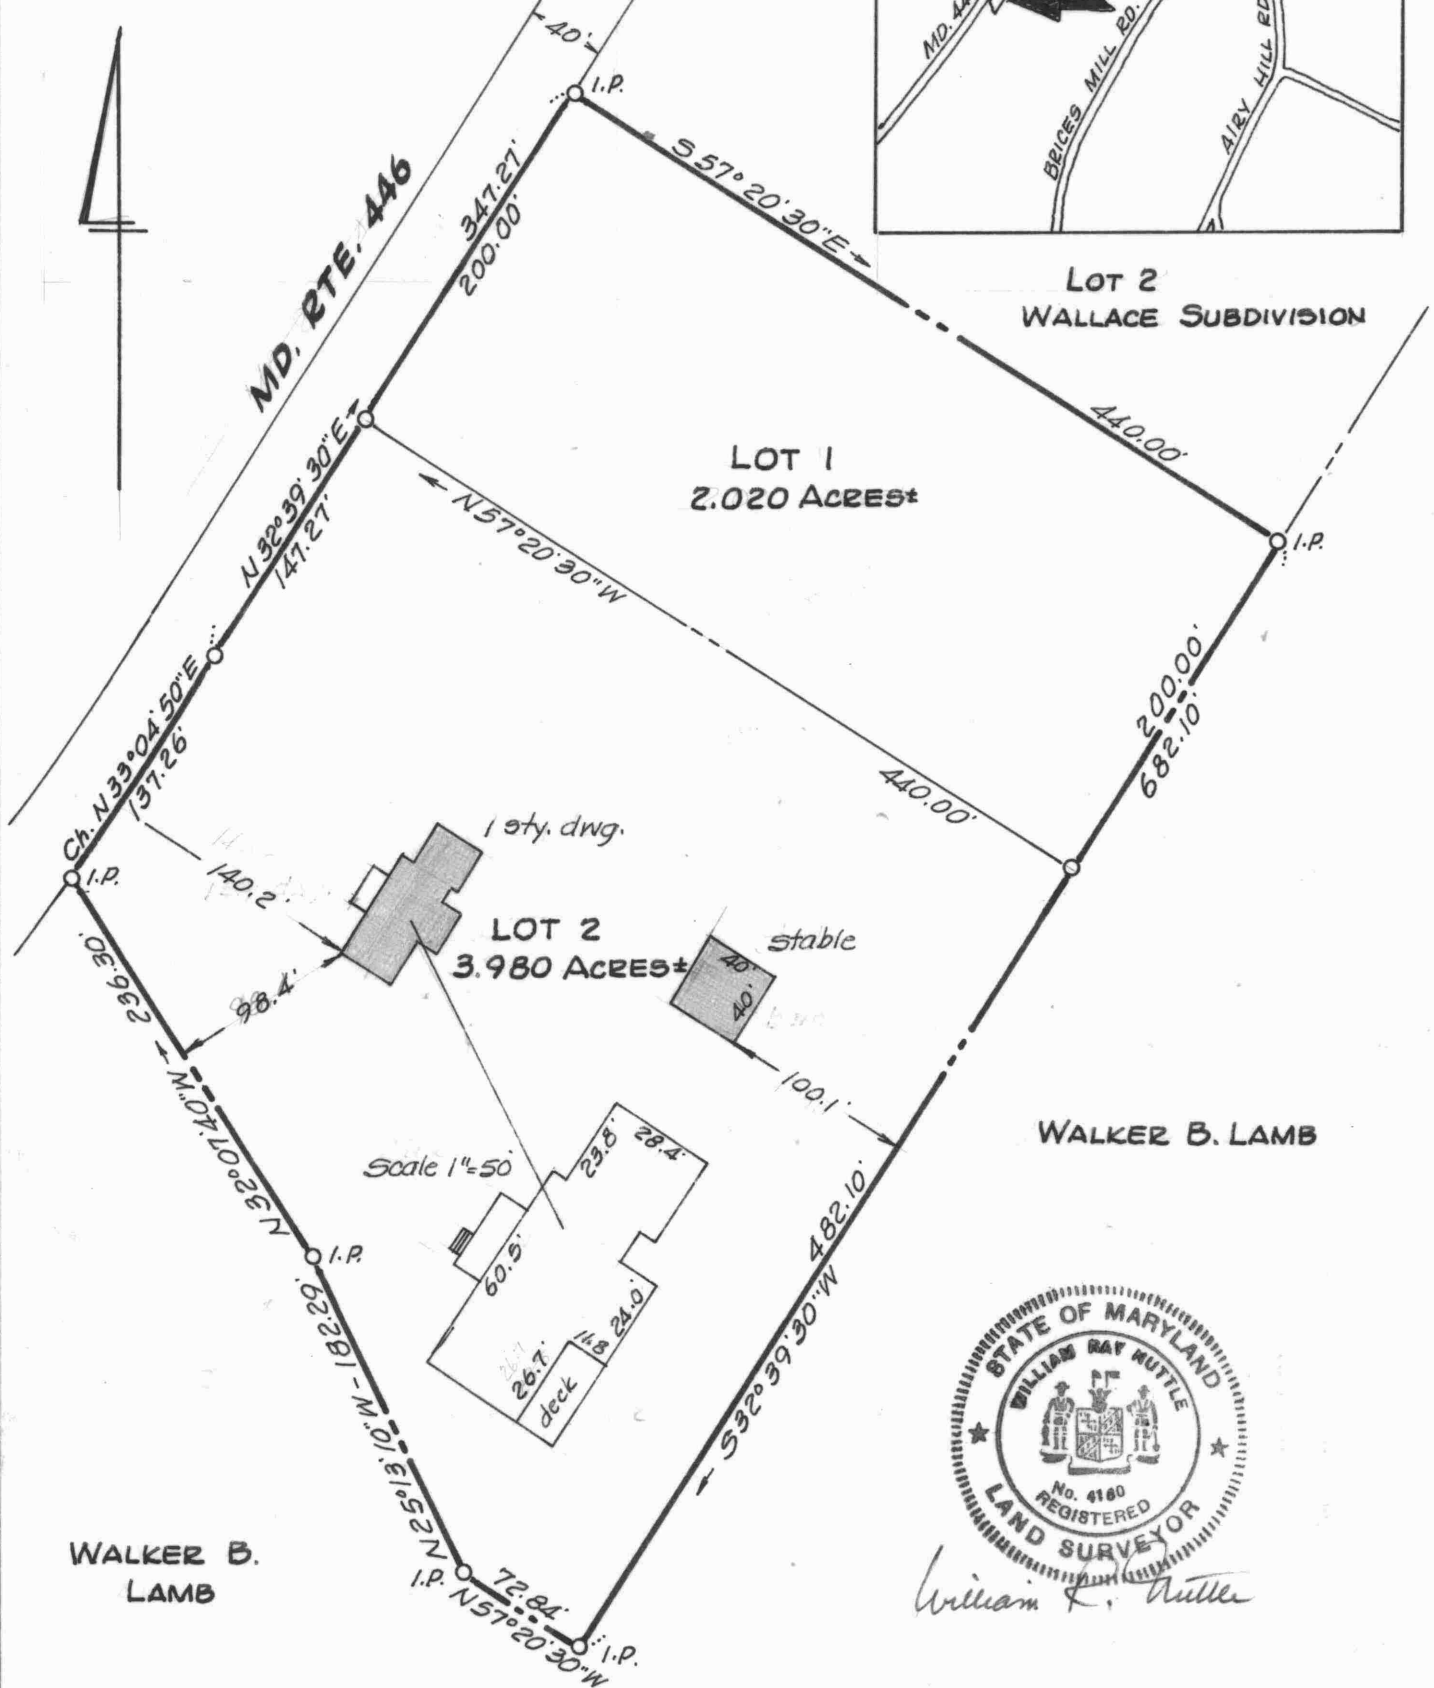 40'
I.P.
MD. 44
BRICES MILL RD.
AIRY HILL RD
MD. RTE. 446
347.27'
200.00'
S 57° 20' 30" E
LOT 2
WALLACE SUBDIVISION
440.00'
I.P.
LOT 1
2.020 ACRES±
N 32° 39' 30" E
147.27'
N 57° 20' 30" W
440.00'
200.00'
682.10'
Ch. N 33° 04' 50" E
137.26'
I.P.
140.2'
1 sty. dwg.
LOT 2
3.980 ACRES±
98.4'
stable
40'
40'
100.1'
236.30'
N 32° 07' 40" W
WALKER B. LAMB
Scale 1"=50'
23.8'
28.4'
60.5'
24.0'
26.7'
deck
482.10'
S 32° 39' 30" W
I.P.
N 25° 13' 10" W - 182.29'
STATE OF MARYLAND
WILLIAM RAY NUTTLE
No. 4160
REGISTERED
LAND SURVEYOR
William R. Nuttle
WALKER B.
LAMB
I.P.
72.84'
N 57° 20' 30" W
I.P.